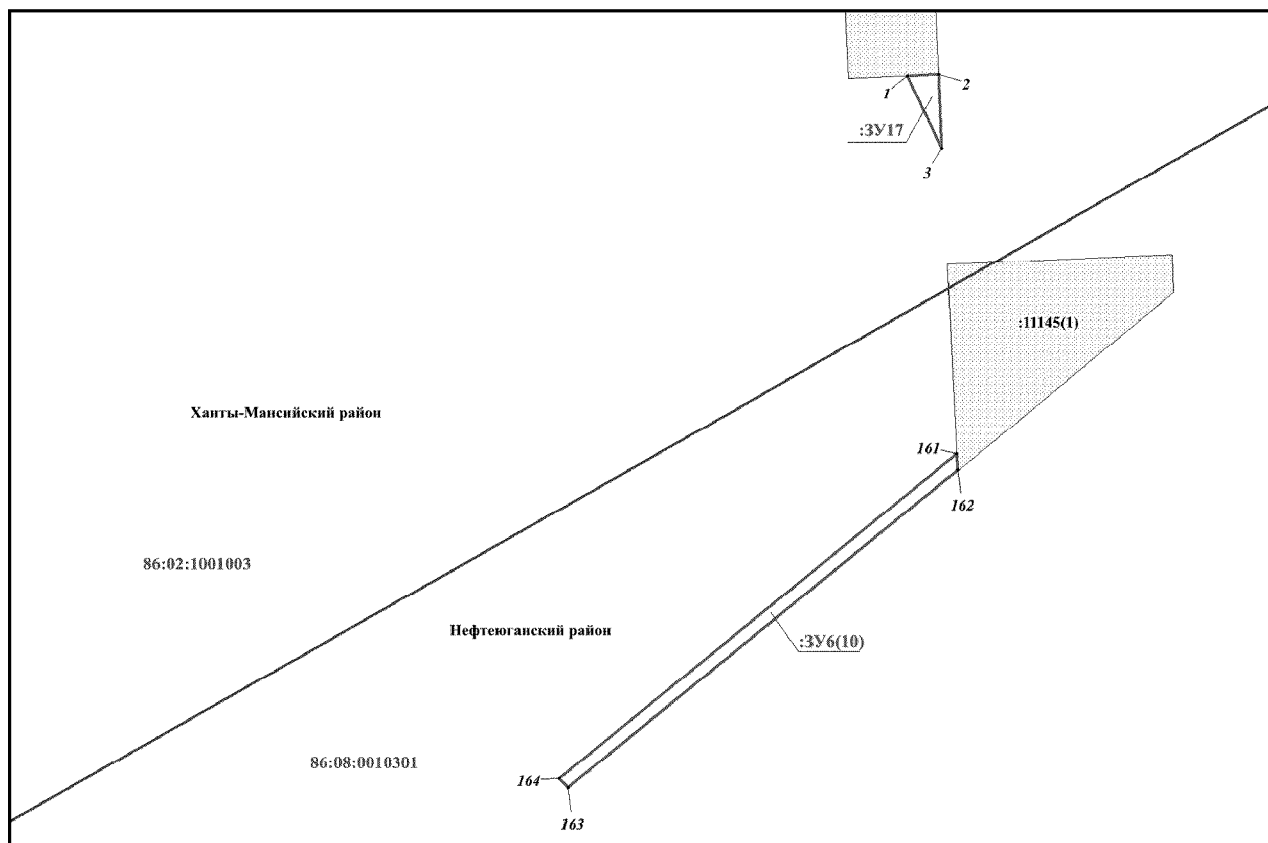 1
2
:ЗУ17
3
:11145(1)
Ханты-Мансийский район
161
162
86:02:1001003
Нефтеюганский район
:ЗУ6(10)
86:08:0010301
164
163